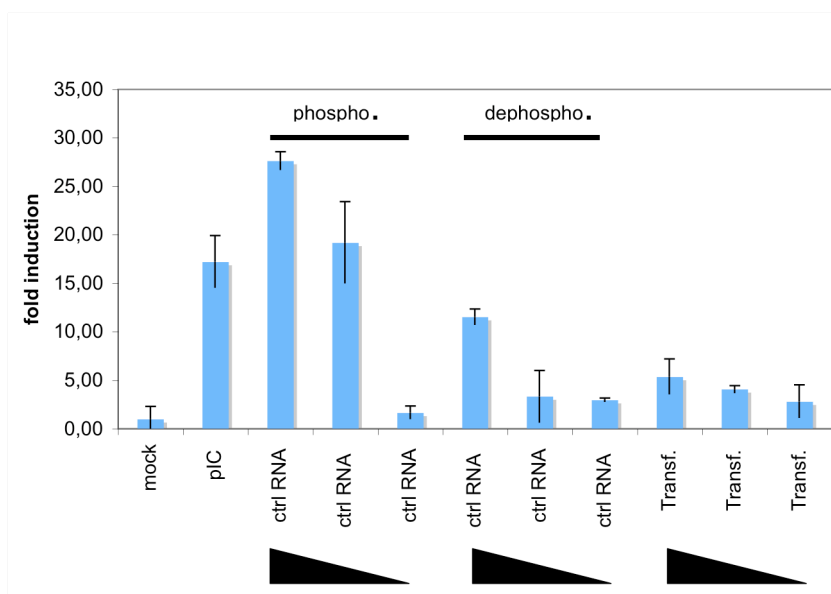 35,00
30,00
25,00
20,00
15,00
10,00
5,00
0,00
fold induction
phospho.
dephospho.
mock
pIC
ctrl RNA
ctrl RNA
ctrl RNA
ctrl RNA
ctrl RNA
ctrl RNA
Transf.
Transf.
Transf.